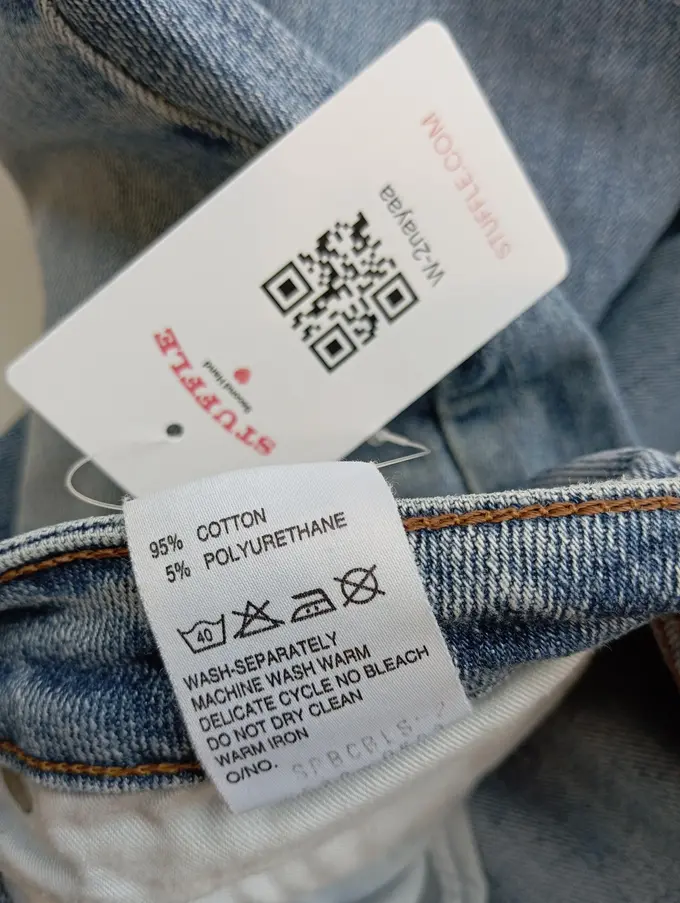 STUFFLE.COM
W-2nayaa
Second Hand
STUFFLE
95% COTTON
5% POLYURETHANE
40
WASH-SEPARATELY
MACHINE WASH WARM
DELICATE CYCLE NO BLEACH
DO NOT DRY CLEAN
WARM IRON
O/NO.